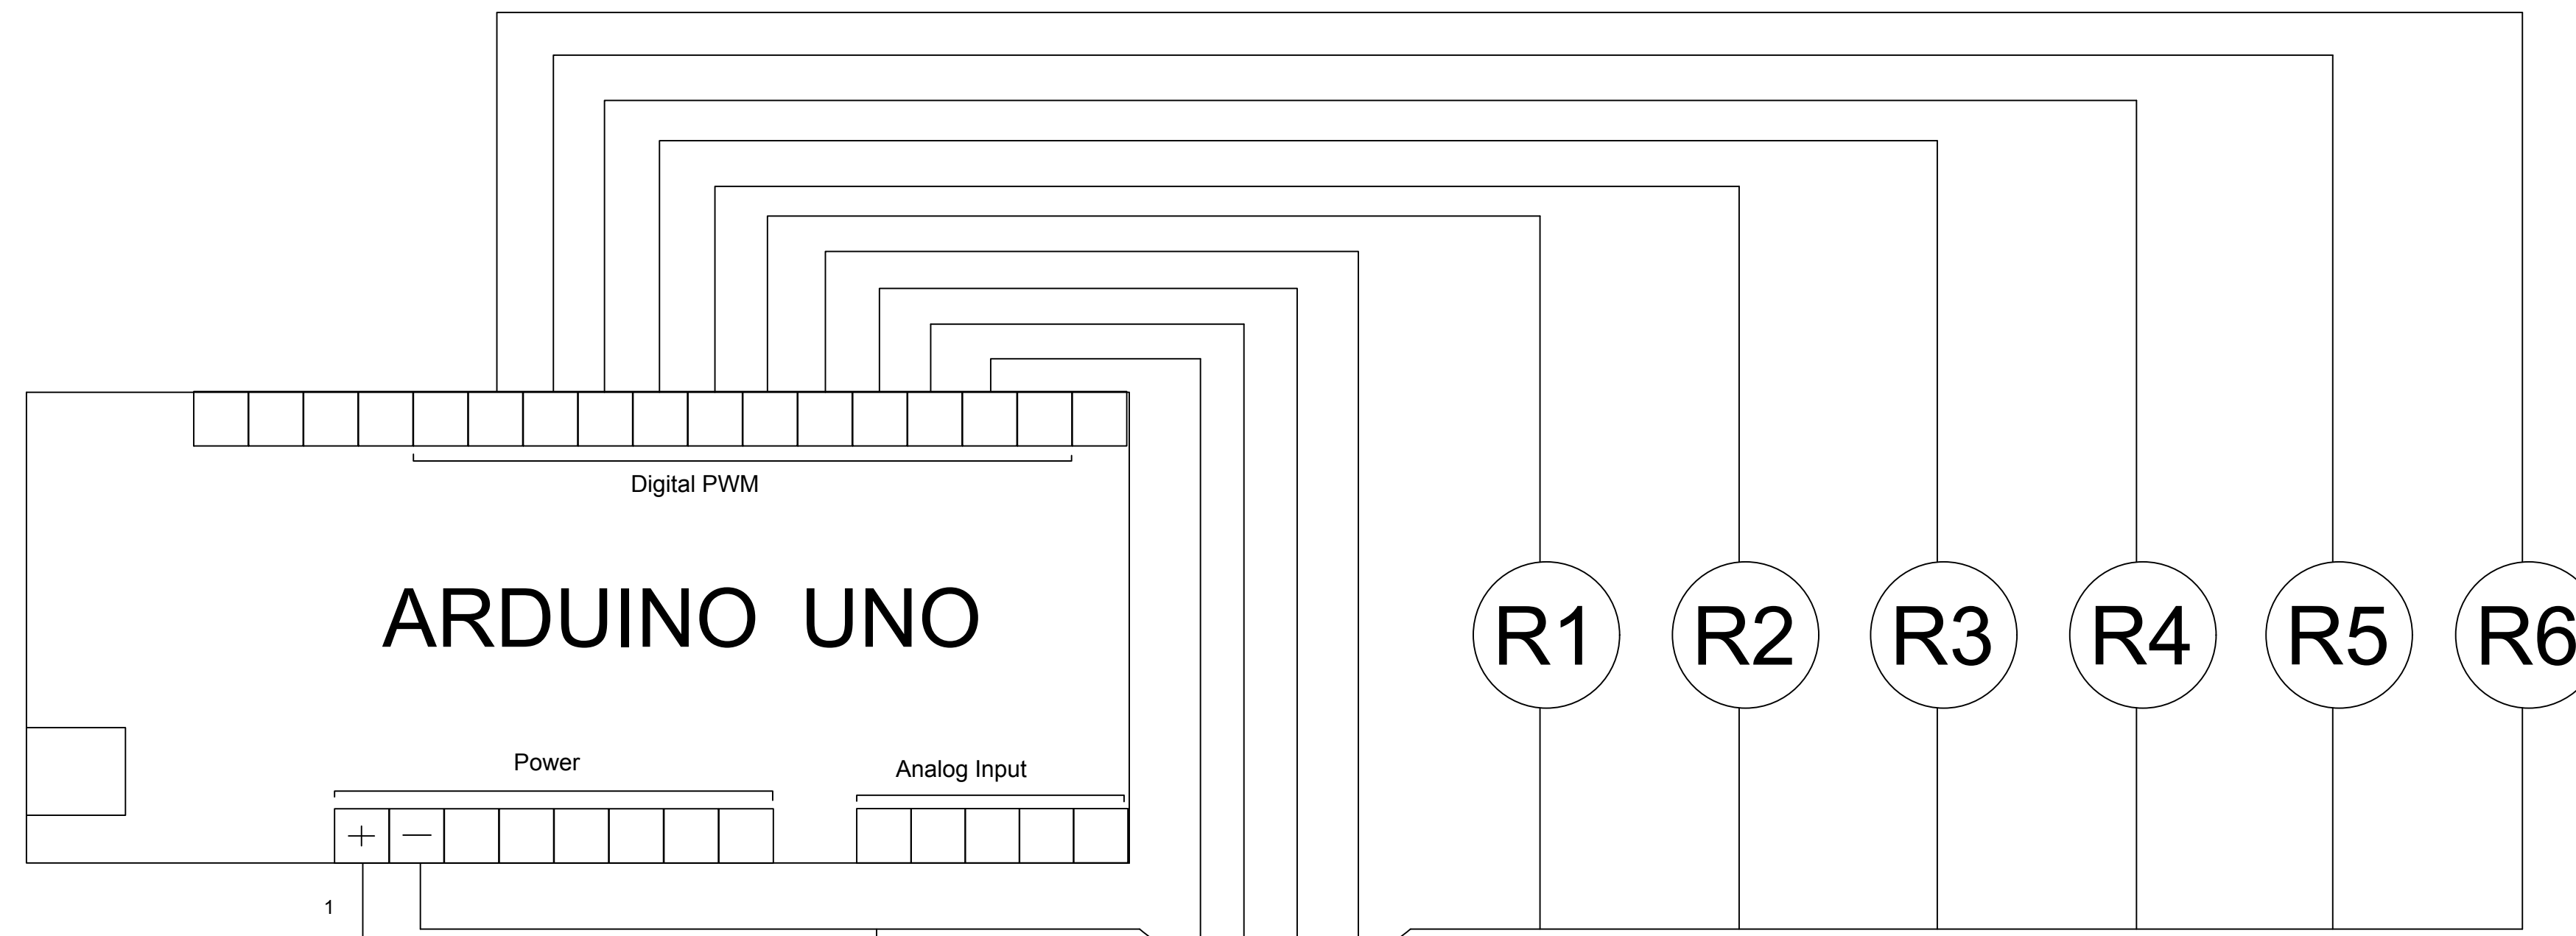 Digital PWM
ARDUINO UNO
R1 R2 R3 R4 R5 R6
Power
Analog Input
+ —
1